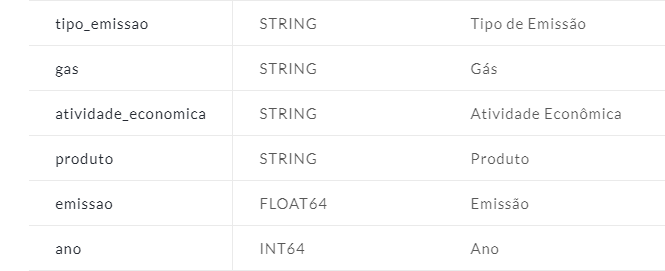 tipo_emissao STRING Tipo de Emissão
gas STRING Gás
atividade_economica STRING Atividade Econômica
produto STRING Produto
emissao FLOAT64 Emissão
ano INT64 Ano